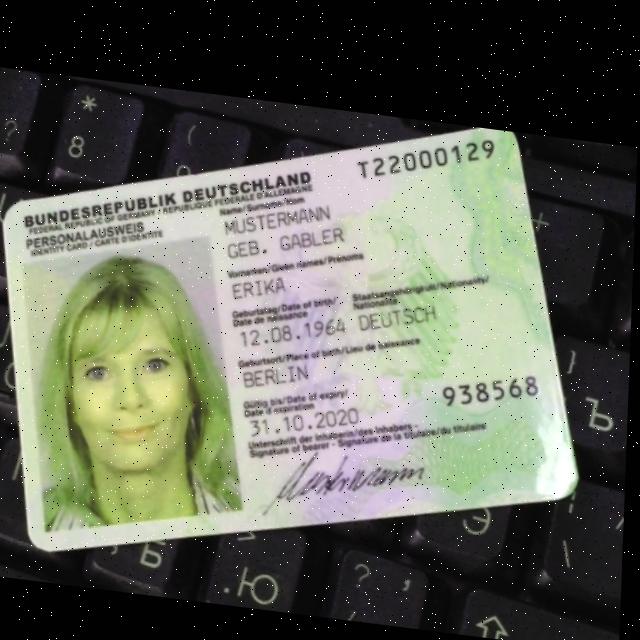 BUNDESREPUBLIK DEUTSCHLAND
T22000129
FEDERAL REPUBLIC OF GERMANY / REPUBLIQUE FEDERALE D'ALLEMAGNE
PERSONALAUSWEIS
IDENTITY CARD / CARTE D'IDENTITE
Name/Surname/Nom
MUSTERMANN
GEB. GABLER
Vornamen/Given names/Prénoms
ERIKA
Geburtstag/Date of birth/
Date de naissance
Staatsangehörigkeit/Nationality/
Nationalité
12.08.1964 DEUTSCH
Geburtsort/Place of birth/Lieu de naissance
BERLIN
Gültig bis/Date of expiry/
Date d'expiration
31.10.2020
938568
Unterschrift der Inhaberin/des Inhabers/
Signature of bearer/Signature de la titulaire/du titulaire
Mustermann
*
8
(
?
+
}
Ъ
Э
\
Ь
.
Ю
?
,